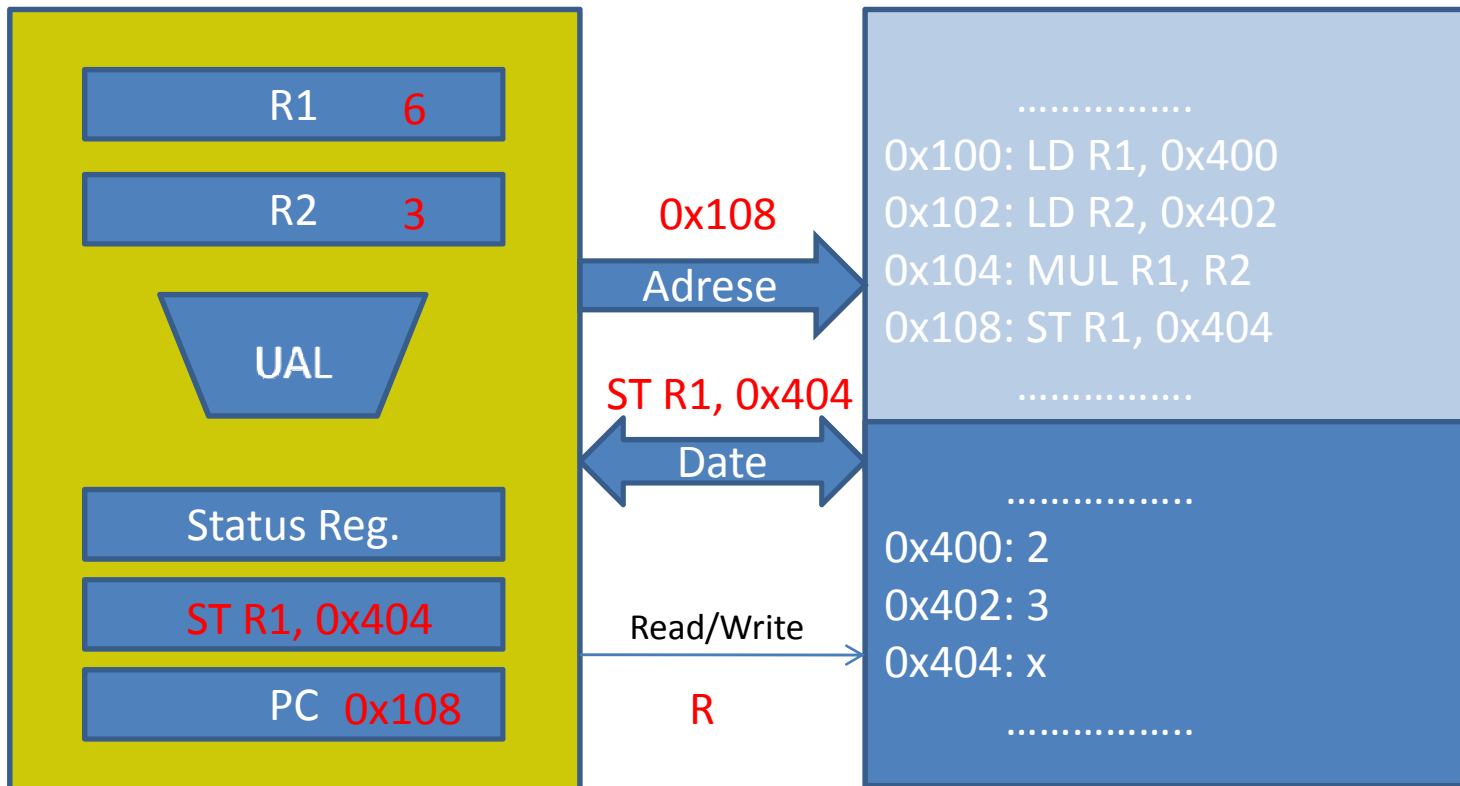 R1 6
R2 3
UAL
Status Reg.
ST R1, 0x404
PC 0x108
0x108
Adrese
ST R1, 0x404
Date
Read/Write
R
................
0x100: LD R1, 0x400
0x102: LD R2, 0x402
0x104: MUL R1, R2
0x108: ST R1, 0x404
................
.................
0x400: 2
0x402: 3
0x404: x
.................